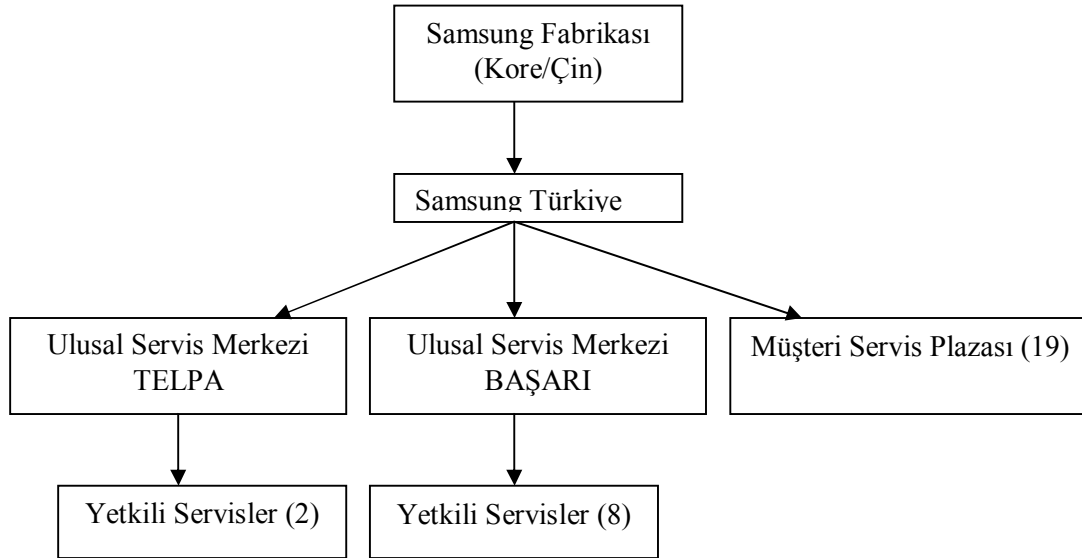 Samsung Fabrikası
(Kore/Çin)
Samsung Türkiye
Ulusal Servis Merkezi
TELPA
Ulusal Servis Merkezi
BAŞARI
Müşteri Servis Plazası (19)
Yetkili Servisler (2)
Yetkili Servisler (8)